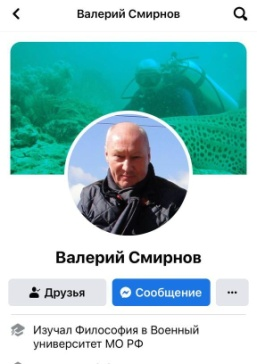 Валерий Смирнов
Валерий Смирнов
Друзья
Сообщение
Изучал Философия в Военный
университет МО РФ